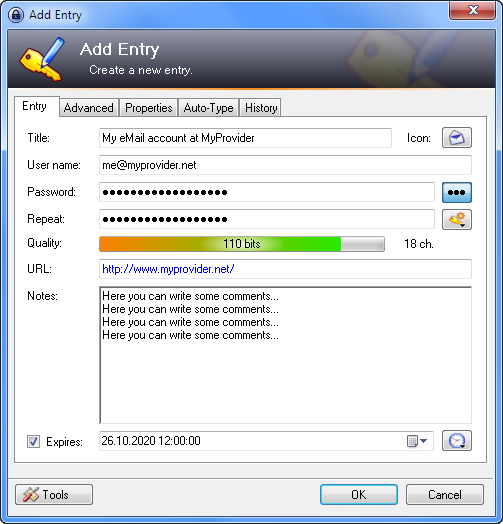 Add Entry
Add Entry
Create a new entry.
Entry Advanced Properties Auto-Type History
Title: My eMail account at MyProvider Icon:
User name: me@myprovider.net
Password: ●●●●●●●●●●●●●●●●●● ●●●
Repeat: ●●●●●●●●●●●●●●●●●●
Quality: 110 bits 18 ch.
URL: http://www.myprovider.net/
Notes: Here you can write some comments...
Here you can write some comments...
Here you can write some comments...
Here you can write some comments...
Expires: 26.10.2020 12:00:00
Tools OK Cancel